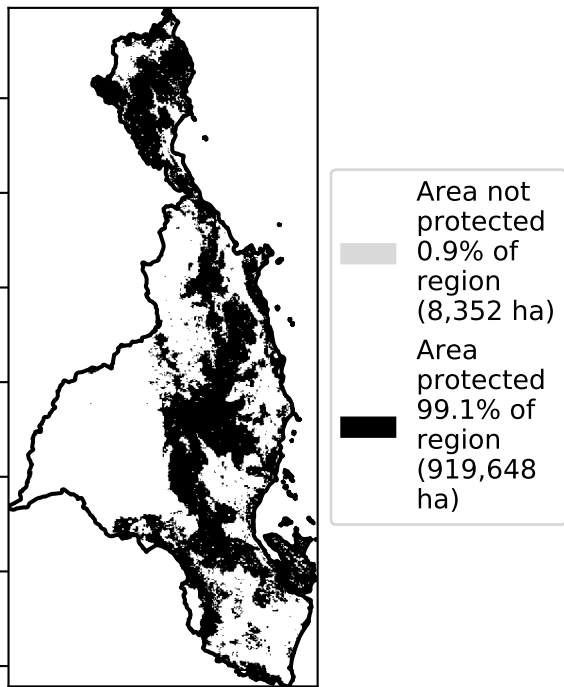 Area not
protected
0.9% of
region
(8,352 ha)
Area
protected
99.1% of
region
(919,648
ha)